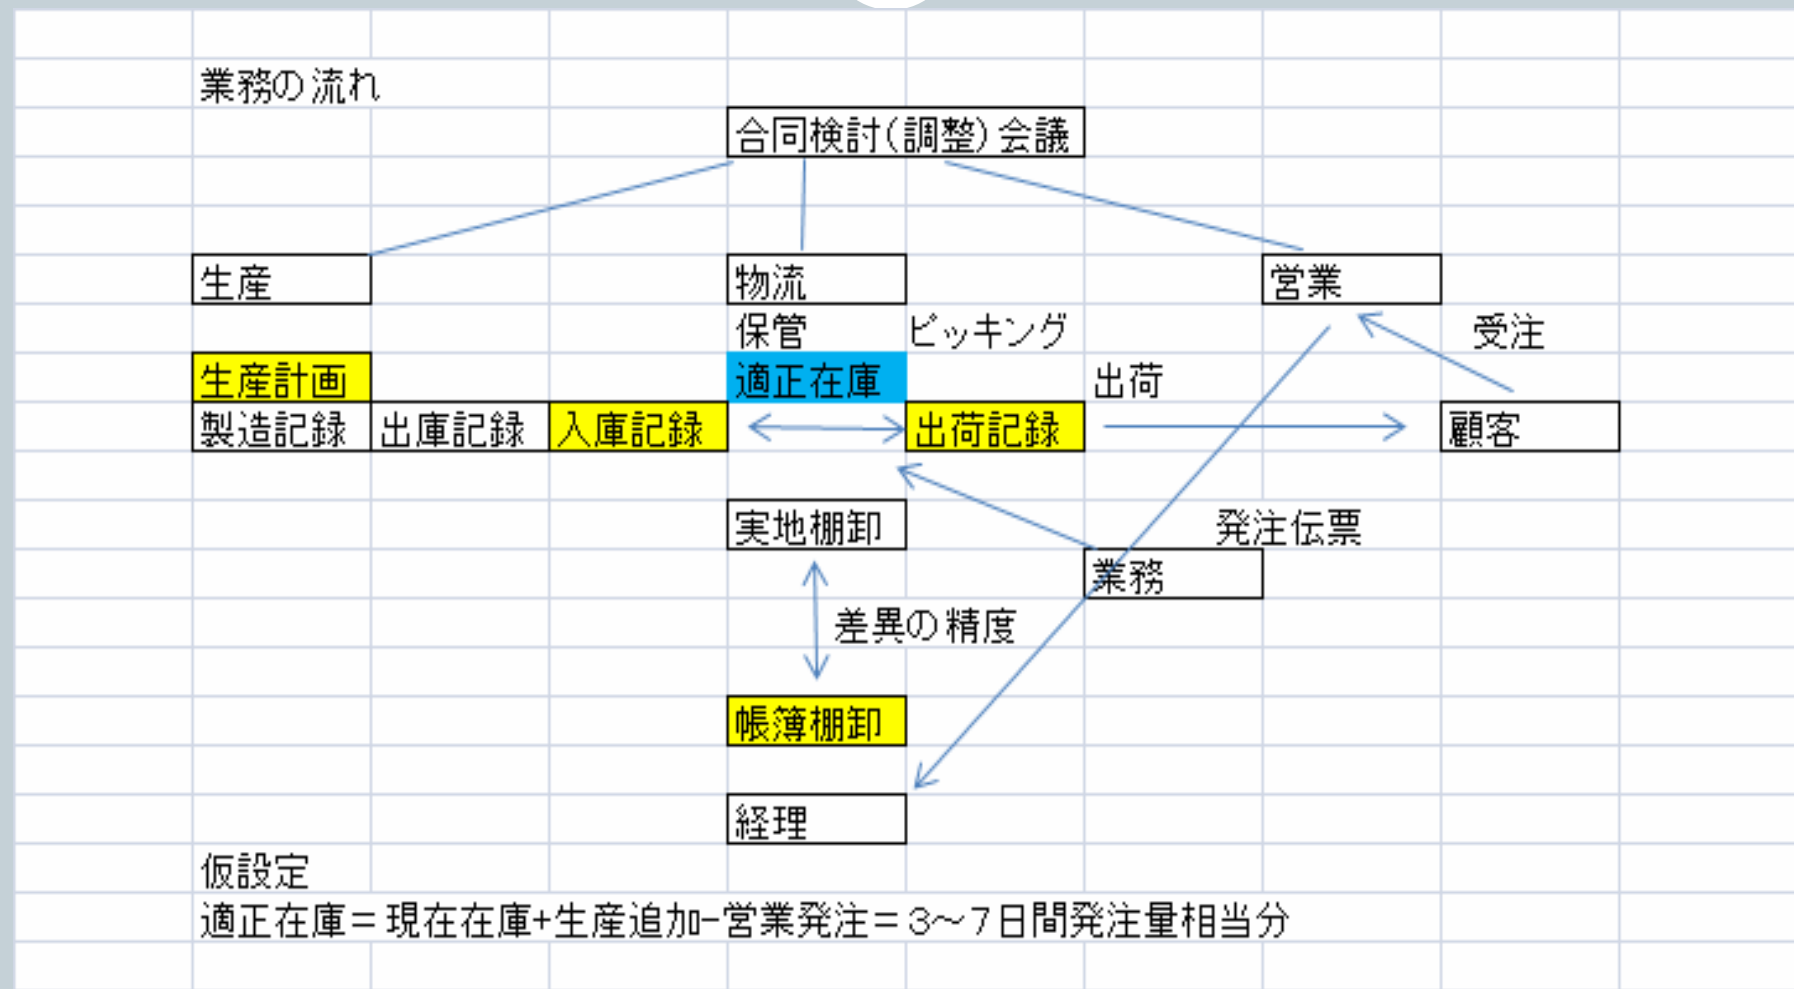 業務の流れ
合同検討(調整)会議
生産 物流 営業
保管 ピッキング 受注
生産計画 適正在庫 出荷
製造記録 出庫記録 入庫記録 出荷記録 顧客
実地棚卸 発注伝票
業務
差異の精度
帳簿棚卸
経理
仮設定
適正在庫=現在在庫+生産追加-営業発注=3～7日間発注量相当分